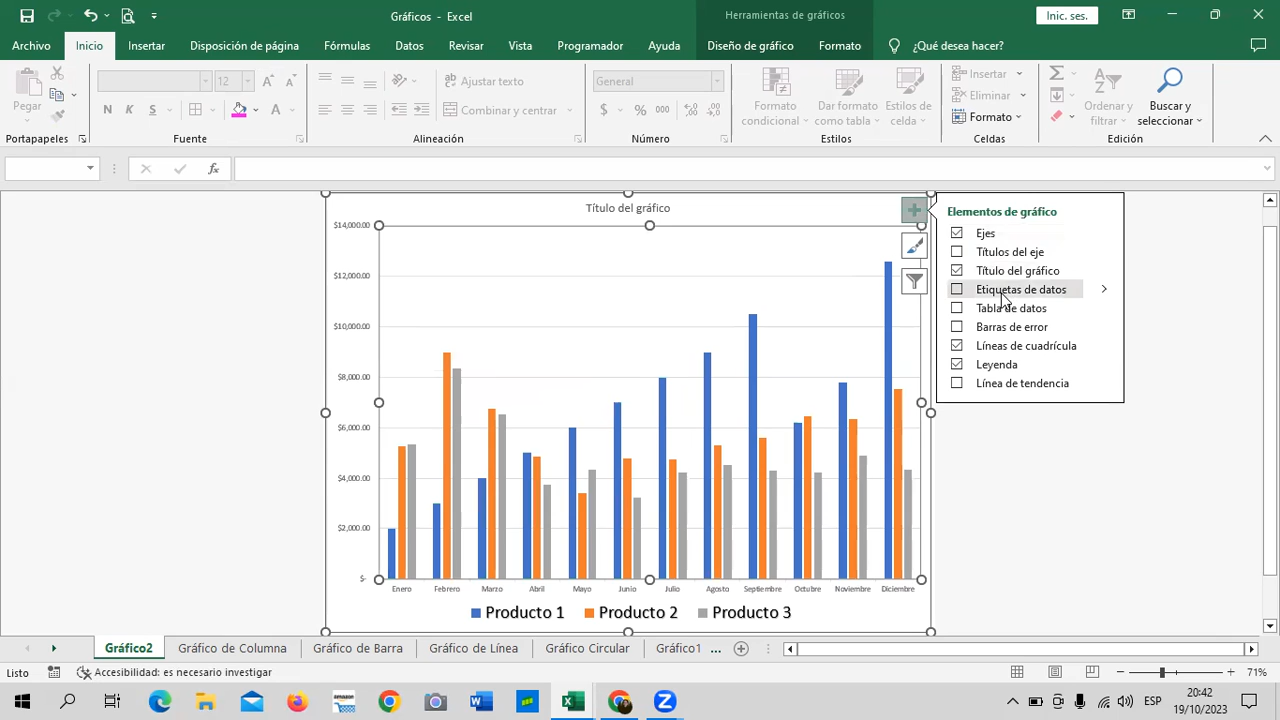 Gráficos - Excel
Herramientas de gráfico
Inic. ses.
Archivo Inicio Insertar Disposición de página Fórmulas Datos Revisar Vista Programador Ayuda Diseño de gráfico Formato ¿Qué desea hacer?
Pegar
12
N K S
Ajustar texto
Combinar y centrar
General
$ % 000
Formato condicional
Dar formato como tabla
Estilos de celda
Insertar
Eliminar
Formato
Ordenar y filtrar
Buscar y seleccionar
Portapapeles Fuente Alineación Número Estilos Celdas Edición
fx
Título del gráfico
$14,000.00
$12,000.00
$10,000.00
$8,000.00
$6,000.00
$4,000.00
$2,000.00
$-
Enero Febrero Marzo Abril Mayo Junio Julio Agosto Septiembre Octubre Noviembre Diciembre
Producto 1 Producto 2 Producto 3
Elementos de gráfico
Ejes
Títulos del eje
Título del gráfico
Etiquetas de datos
Tabla de datos
Barras de error
Líneas de cuadrícula
Leyenda
Línea de tendencia
Gráfico2 Gráfico de Columna Gráfico de Barra Gráfico de Línea Gráfico Circular Gráfico1 ...
Listo Accesibilidad: es necesario investigar 71%
amazon
ESP
20:42
19/10/2023